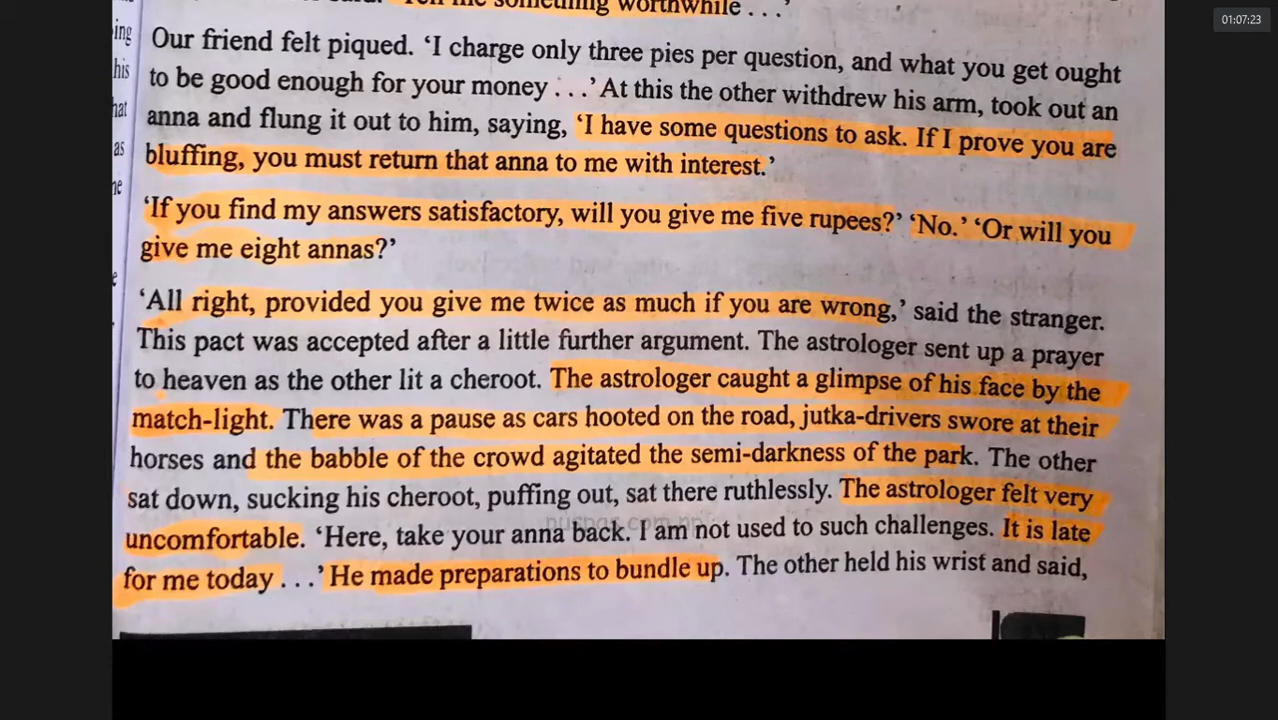 something worthwhile . . .’
ing
his
hat
as
ne
e
Our friend felt piqued. ‘I charge only three pies per question, and what you get ought
to be good enough for your money . . .’ At this the other withdrew his arm, took out an
anna and flung it out to him, saying, ‘I have some questions to ask. If I prove you are
bluffing, you must return that anna to me with interest.’
‘If you find my answers satisfactory, will you give me five rupees?’ ‘No.’ ‘Or will you
give me eight annas?’
‘All right, provided you give me twice as much if you are wrong,’ said the stranger.
This pact was accepted after a little further argument. The astrologer sent up a prayer
to heaven as the other lit a cheroot. The astrologer caught a glimpse of his face by the
match-light. There was a pause as cars hooted on the road, jutka-drivers swore at their
horses and the babble of the crowd agitated the semi-darkness of the park. The other
sat down, sucking his cheroot, puffing out, sat there ruthlessly. The astrologer felt very
uncomfortable. ‘Here, take your anna back. I am not used to such challenges. It is late
for me today . . .’ He made preparations to bundle up. The other held his wrist and said,
01:07:23